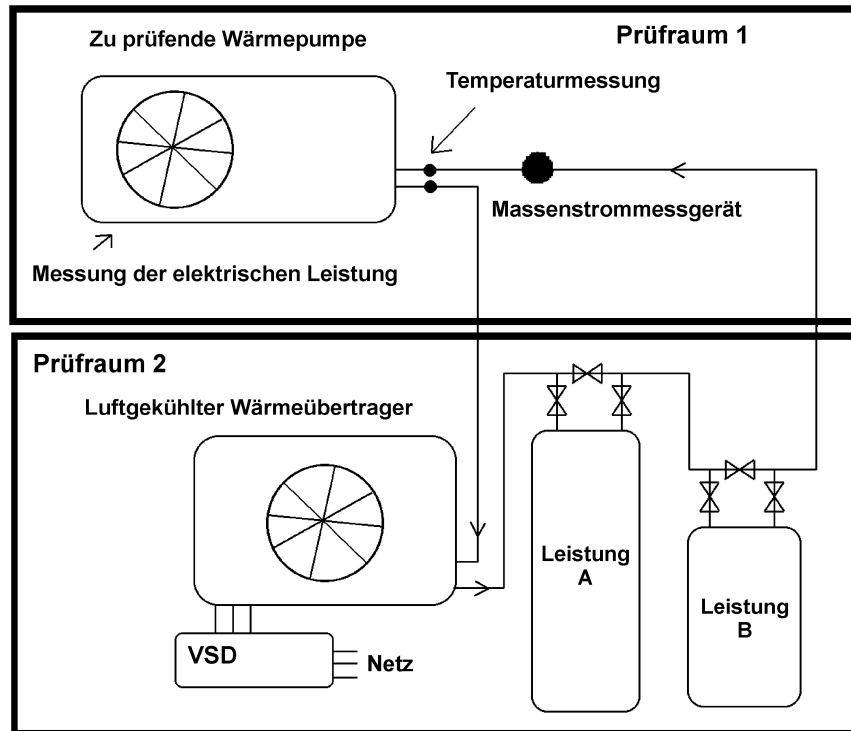 Zu prüfende Wärmepumpe
Prüfraum 1
Temperaturmessung
Massenstrommessgerät
Messung der elektrischen Leistung
Prüfraum 2
Luftgekühlter Wärmeübertrager
Leistung
A
Leistung
B
VSD
Netz